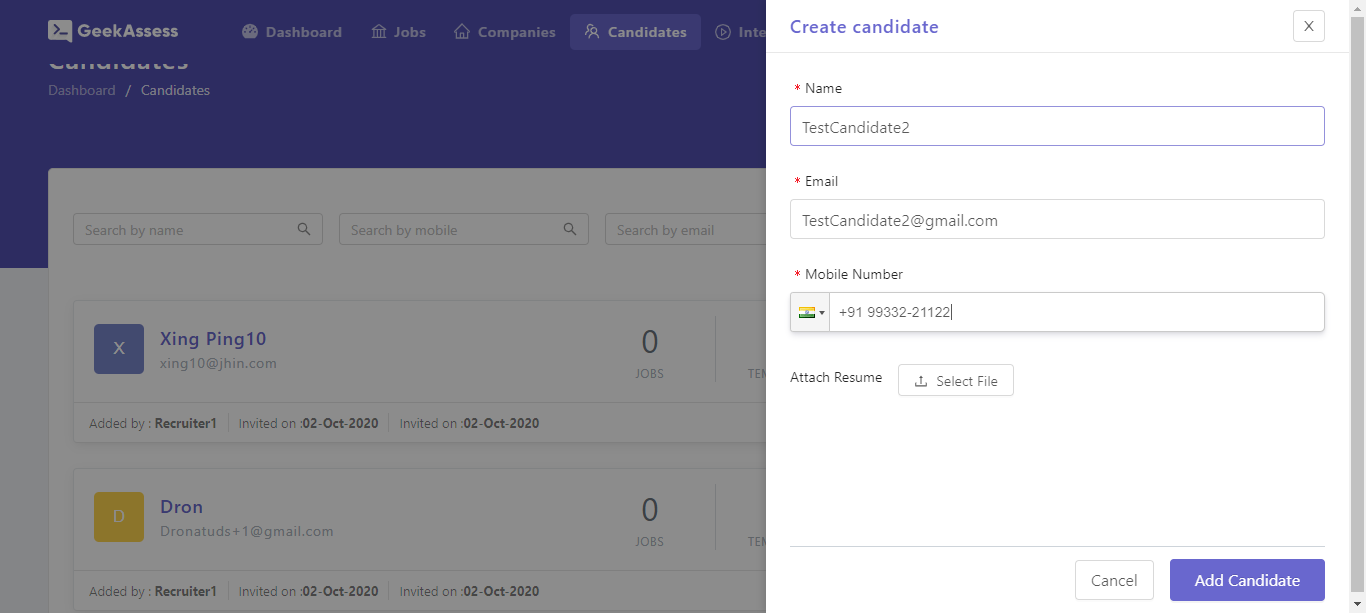 GeekAssess
Dashboard
Jobs
Companies
Candidates
Inte
Candidates
Dashboard / Candidates
Search by name
Search by mobile
Search by email
X
Xing Ping10
xing10@jhin.com
0
JOBS
TEM
Added by : Recruiter1
Invited on :02-Oct-2020
Invited on :02-Oct-2020
D
Dron
Dronatuds+1@gmail.com
0
JOBS
TEM
Added by : Recruiter1
Invited on :02-Oct-2020
Invited on :02-Oct-2020
Create candidate
X
* Name
TestCandidate2
* Email
TestCandidate2@gmail.com
* Mobile Number
+91 99332-21122
Attach Resume
Select File
Cancel
Add Candidate